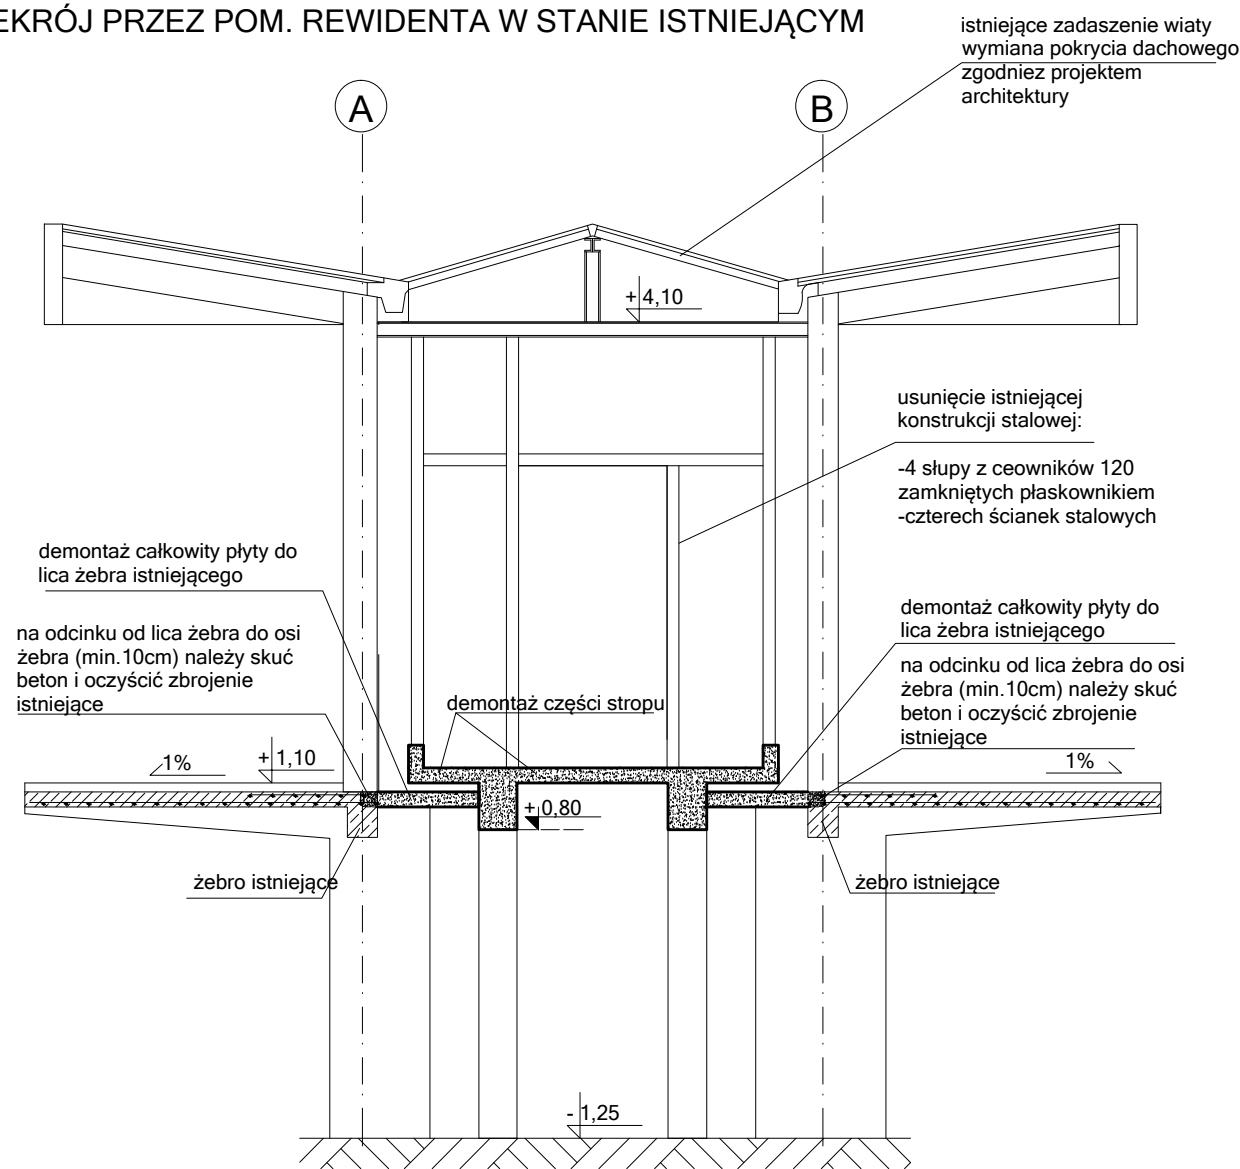 EKRÓJ PRZEZ POM. REWIDENTA W STANIE ISTNIEJĄCYM
istniejące zadaszenie wiaty
wymiana pokrycia dachowego
zgodniez projektem
architektury
A
B
+ 4,10
usunięcie istniejącej
konstrukcji stalowej:
-4 słupy z ceowników 120
zamkniętych płaskownikiem
-czterech ścianek stalowych
demontaż całkowity płyty do
lica żebra istniejącego
na odcinku od lica żebra do osi
żebra (min.10cm) należy skuć
beton i oczyścić zbrojenie
istniejące
demontaż całkowity płyty do
lica żebra istniejącego
na odcinku od lica żebra do osi
żebra (min.10cm) należy skuć
beton i oczyścić zbrojenie
istniejące
demontaż części stropu
1%
+ 1,10
1%
+ 0,80
żebro istniejące
żebro istniejące
- 1,25